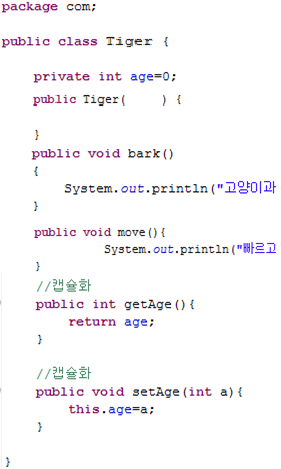 package com;
public class Tiger {
private int age=0;
public Tiger(     ) {
}
public void bark()
{
System.out.println("고양이과
}
public void move(){
System.out.println("빠르고
}
//캡슐화
public int getAge(){
return age;
}
//캡슐화
public void setAge(int a){
this.age=a;
}
}